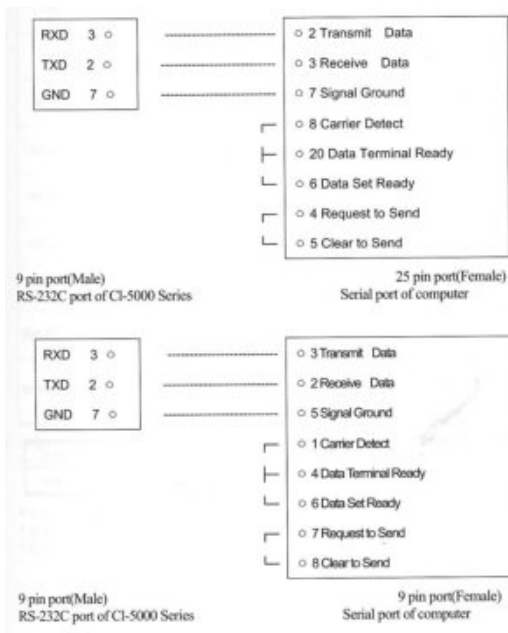 RXD 3
2 Transmit Data
TXD 2
3 Receive Data
GND 7
7 Signal Ground
8 Carrier Detect
20 Data Terminal Ready
6 Data Set Ready
4 Request to Send
5 Clear to Send
9 pin port(Male)
25 pin port(Female)
RS-232C port of CI-5000 Series
Serial port of computer
RXD 3
3 Transmit Data
TXD 2
2 Receive Data
GND 7
5 Signal Ground
1 Carrier Detect
4 Data Terminal Ready
6 Data Set Ready
7 Request to Send
8 Clear to Send
9 pin port(Male)
9 pin port(Female)
RS-232C port of CI-5000 Series
Serial port of computer